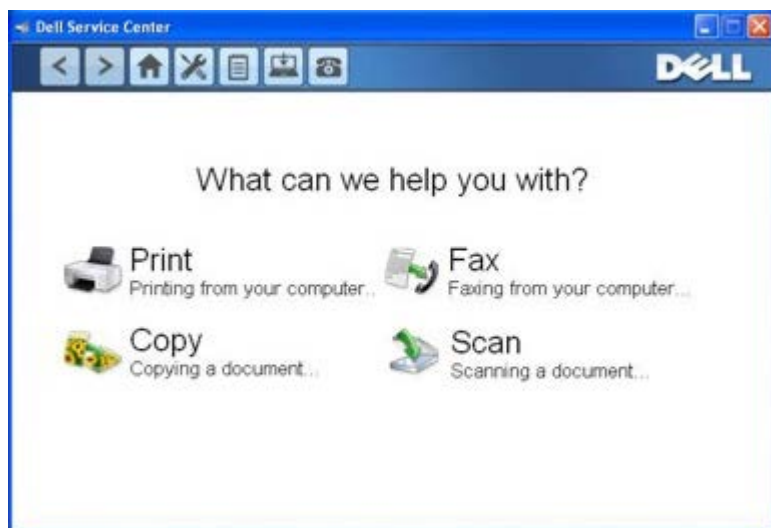 Dell Service Center
DELL
What can we help you with?
Print
Printing from your computer..
Fax
Faxing from your computer...
Copy
Copying a document...
Scan
Scanning a document...